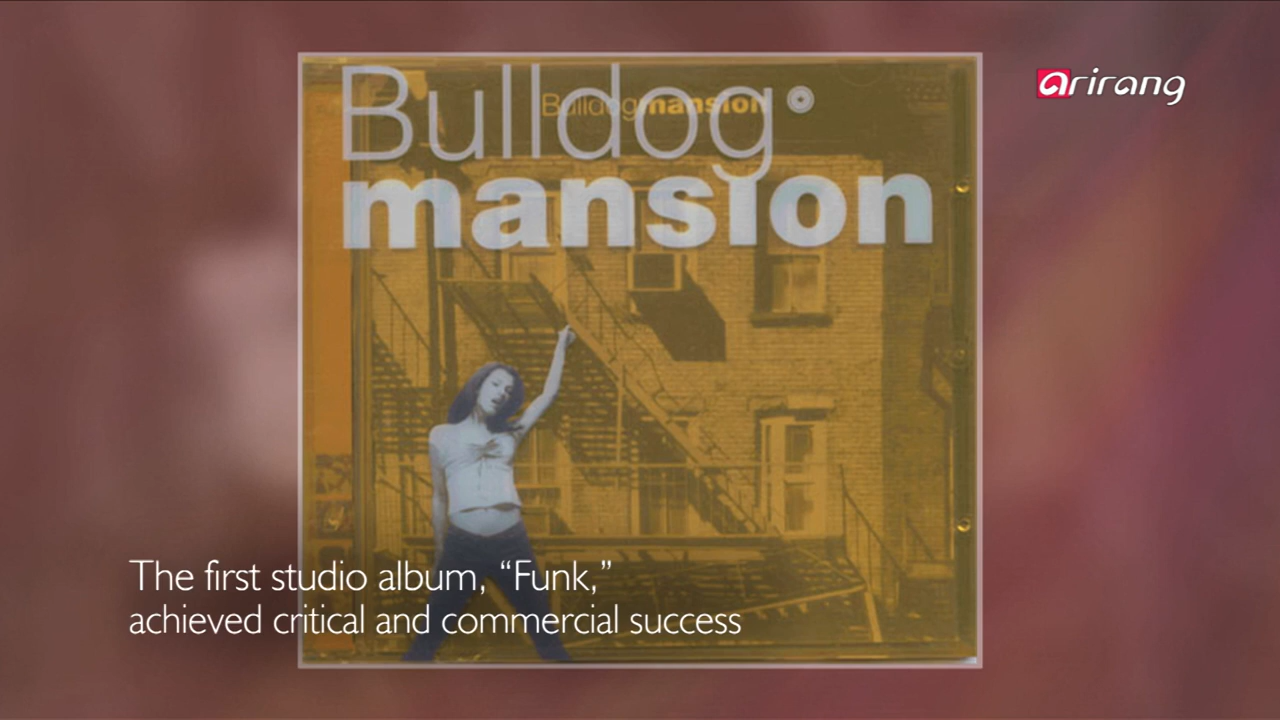 arirang
Bulldog
Bulldogmansion
mansion
The first studio album, “Funk,”
achieved critical and commercial success